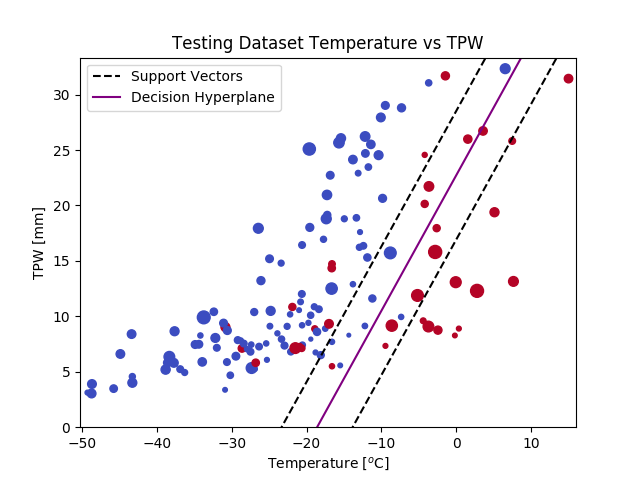 Testing Dataset Temperature vs TPW
Support Vectors
Decision Hyperplane
TPW [mm]
30
25
20
15
10
5
0
−50 −40 −30 −20 −10 0 10
Temperature [°C]